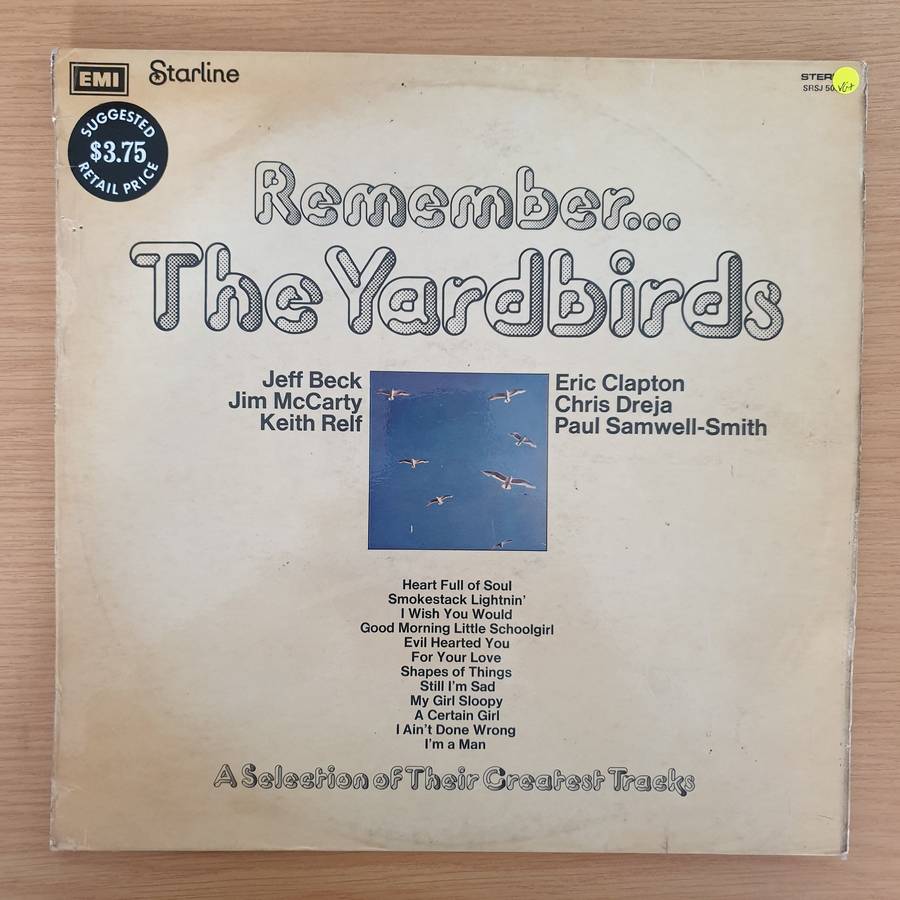 EMI
Starline
STEREO
SRSJ
VG+
SUGGESTED
$3.75
RETAIL PRICE
Remember...
The Yardbirds
Jeff Beck
Jim McCarty
Keith Relf
Eric Clapton
Chris Dreja
Paul Samwell-Smith
Heart Full of Soul
Smokestack Lightnin'
I Wish You Would
Good Morning Little Schoolgirl
Evil Hearted You
For Your Love
Shapes of Things
Still I'm Sad
My Girl Sloopy
A Certain Girl
I Ain't Done Wrong
I'm a Man
A Selection of Their Greatest Tracks